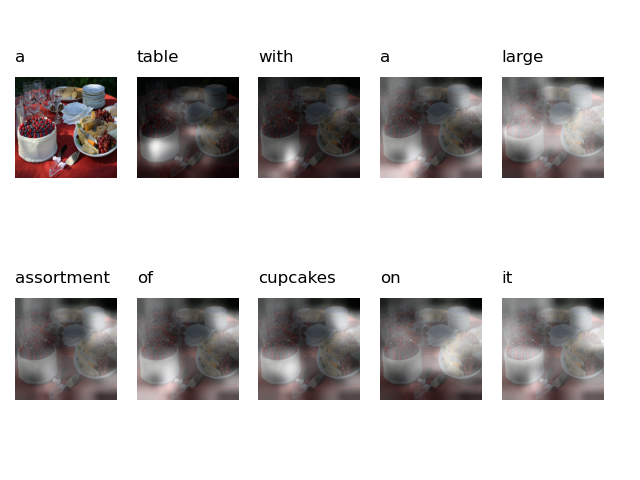 a table with a large
assortment of cupcakes on it